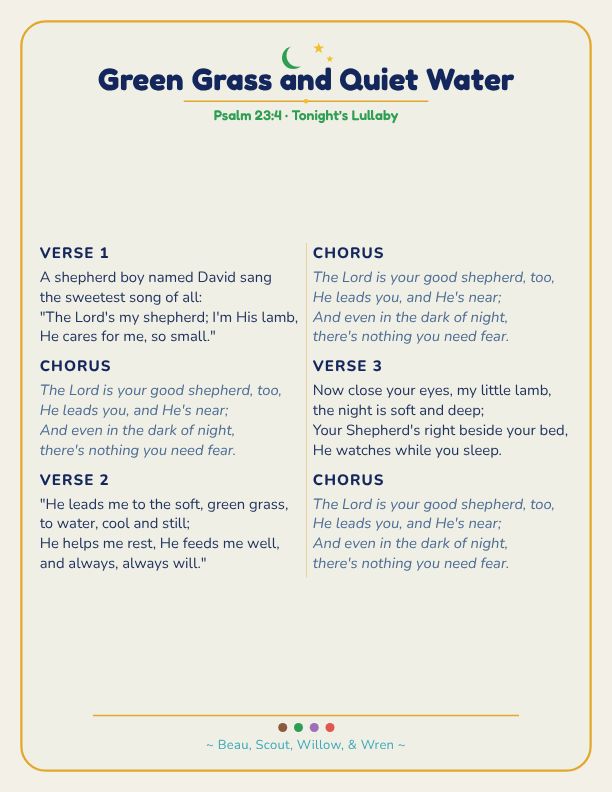 Green Grass and Quiet Water
Psalm 23:4 · Tonight's Lullaby
VERSE 1
A shepherd boy named David sang
the sweetest song of all:
"The Lord's my shepherd; I'm His lamb,
He cares for me, so small."
CHORUS
The Lord is your good shepherd, too,
He leads you, and He's near;
And even in the dark of night,
there's nothing you need fear.
VERSE 2
"He leads me to the soft, green grass,
to water, cool and still;
He helps me rest, He feeds me well,
and always, always will."
CHORUS
The Lord is your good shepherd, too,
He leads you, and He's near;
And even in the dark of night,
there's nothing you need fear.
VERSE 3
Now close your eyes, my little lamb,
the night is soft and deep;
Your Shepherd's right beside your bed,
He watches while you sleep.
CHORUS
The Lord is your good shepherd, too,
He leads you, and He's near;
And even in the dark of night,
there's nothing you need fear.
~ Beau, Scout, Willow, & Wren ~